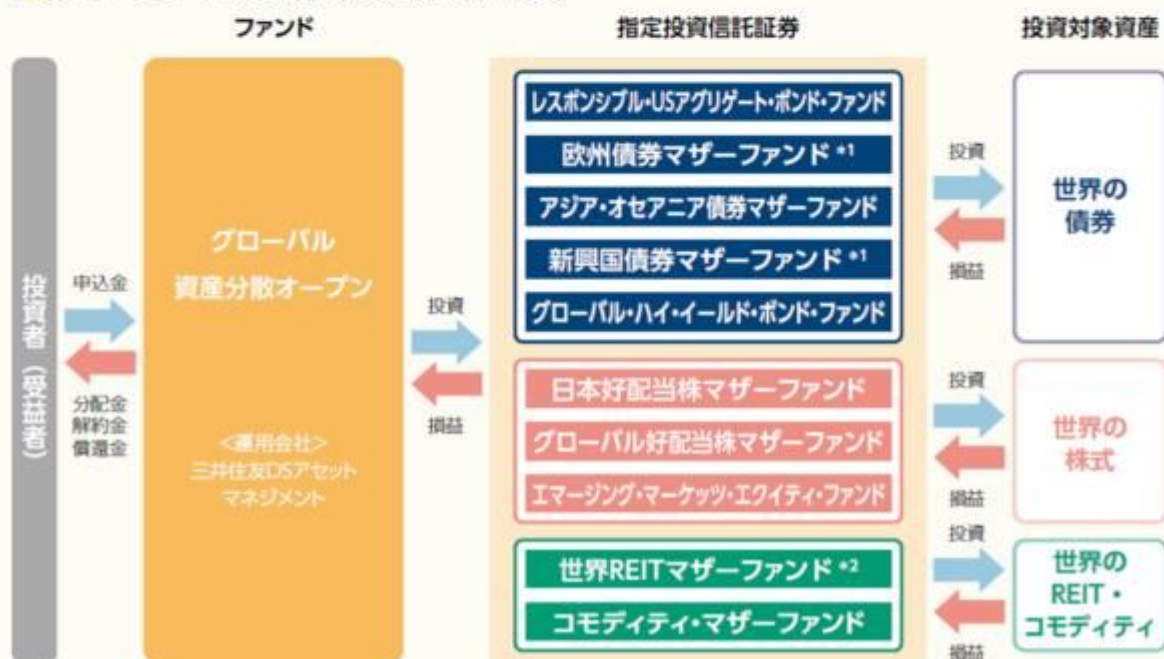 ファンド
指定投資信託証券
投資対象資産
投資者（受益者）
申込金
分配金
解約金
償還金
グローバル
資産分散オープン
<運用会社>
三井住友DSアセット
マネジメント
投資
損益
レスポンシブル・USアグリゲート・ボンド・ファンド
欧州債券マザーファンド *1
アジア・オセアニア債券マザーファンド
新興国債券マザーファンド *1
グローバル・ハイ・イールド・ボンド・ファンド
投資
損益
世界の
債券
日本好配当株マザーファンド
グローバル好配当株マザーファンド
エマージング・マーケッツ・エクイティ・ファンド
投資
損益
世界の
株式
世界REITマザーファンド *2
コモディティ・マザーファンド
投資
損益
世界の
REIT・
コモディティ